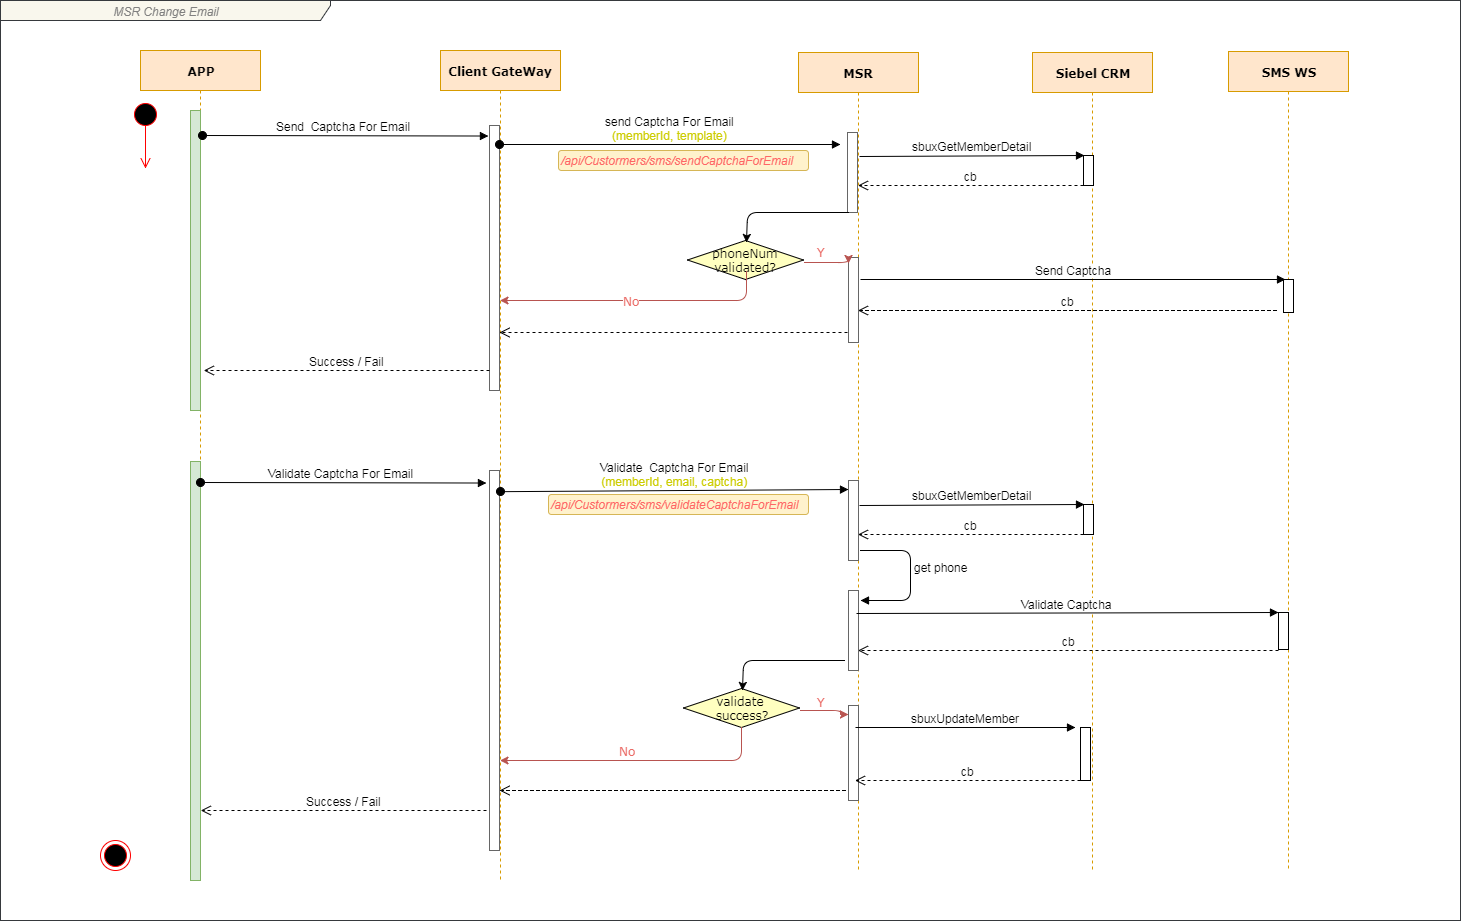 MSR Change Email
APP
Client GateWay
MSR
Siebel CRM
SMS WS
Send  Captcha For Email
send Captcha For Email
(memberId, template)
/api/Custormers/sms/sendCaptchaForEmail
sbuxGetMemberDetail
cb
phoneNum
validated?
Y
No
Send Captcha
cb
Success / Fail
Validate Captcha For Email
Validate  Captcha For Email
(memberId, email, captcha)
/api/Custormers/sms/validateCaptchaForEmail
sbuxGetMemberDetail
cb
get phone
Validate Captcha
cb
validate
success?
Y
No
sbuxUpdateMember
cb
Success / Fail